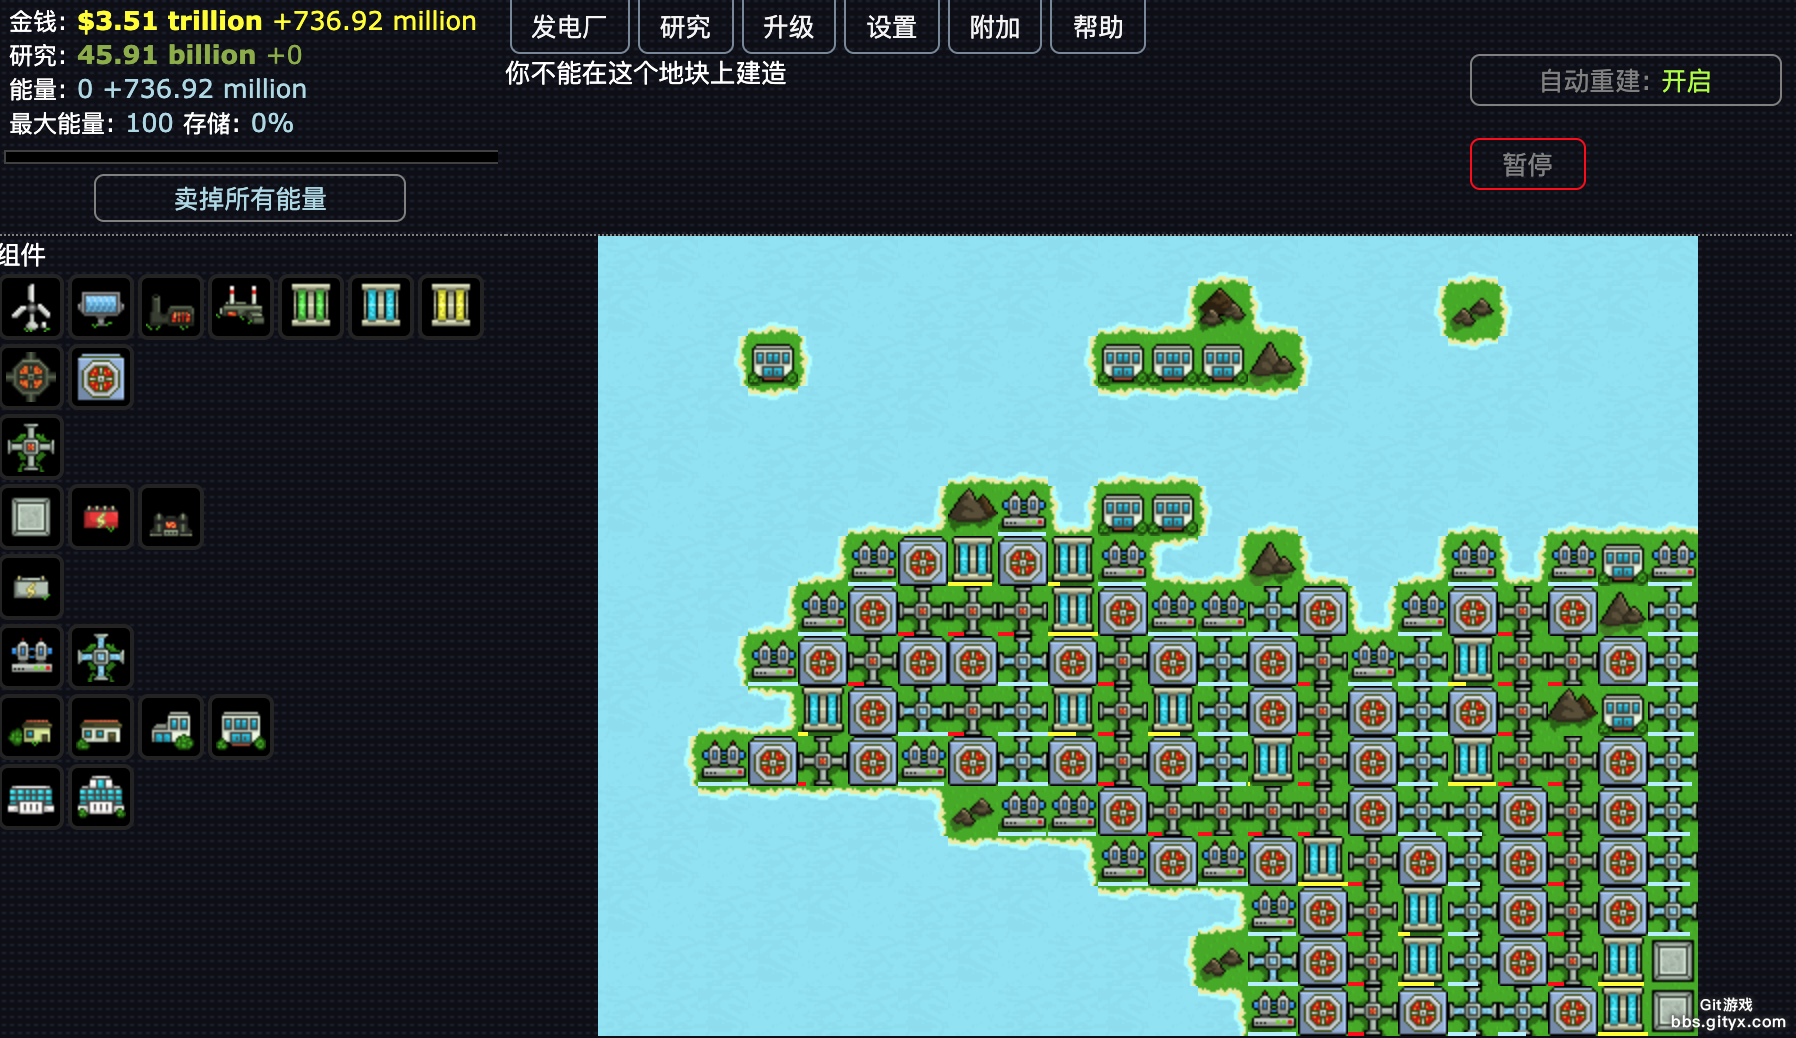 金钱: $3.51 trillion +736.92 million
研究: 45.91 billion +0
能量: 0 +736.92 million
最大能量: 100 存储: 0%
卖掉所有能量
发电厂 研究 升级 设置 附加 帮助
你不能在这个地块上建造
自动重建: 开启
暂停
组件
Git游戏
bbs.gityx.com